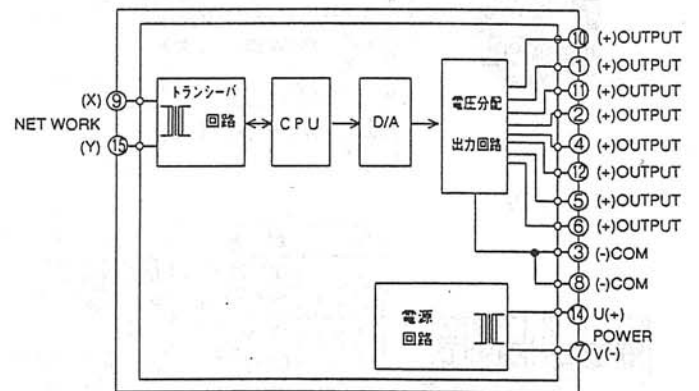 ⑩ (+)OUTPUT
① (+)OUTPUT
⑪ (+)OUTPUT
② (+)OUTPUT
④ (+)OUTPUT
⑫ (+)OUTPUT
⑤ (+)OUTPUT
⑥ (+)OUTPUT
③ (-)COM
⑧ (-)COM
⑭ U(+)
POWER
⑦ V(-)
(X) ⑨
NET WORK
(Y) ⑮
トランシーバ
回路
CPU
D/A
電圧分配
出力回路
電源
回路